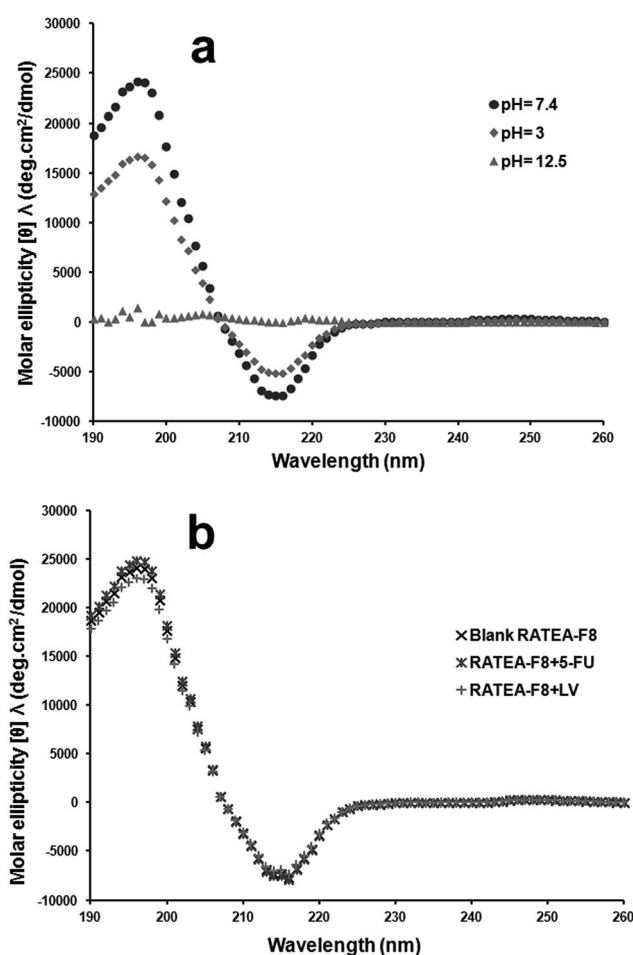 a
30000
25000
20000
15000
10000
5000
0
-5000
-10000
Molar ellipticity [θ] λ (deg.cm²/dmol)
pH= 7.4
pH= 3
pH= 12.5
190 200 210 220 230 240 250 260
Wavelength (nm)
b
30000
25000
20000
15000
10000
5000
0
-5000
-10000
Molar ellipticity [θ] λ (deg.cm²/dmol)
Blank RATEA-F8
RATEA-F8+5-FU
RATEA-F8+LV
190 200 210 220 230 240 250 260
Wavelength (nm)